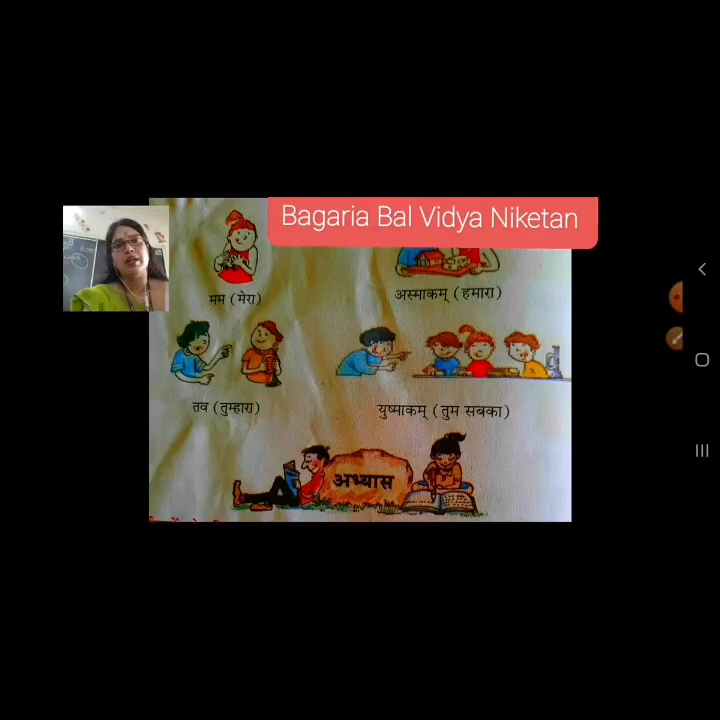 Bagaria Bal Vidya Niketan
मम (मेरा)
अस्माकम् (हमारा)
तव (तुम्हारा)
युष्माकम् (तुम सबका)
अभ्यास